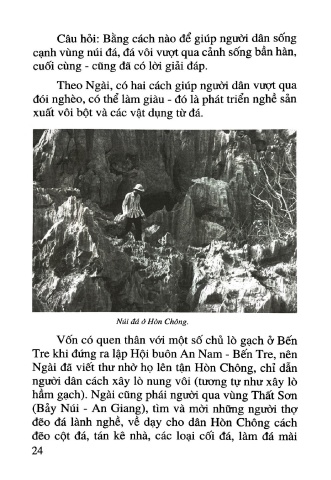 Câu hỏi: Bằng cách nào để giúp người dân sống
cạnh vùng núi đá, đá vôi vượt qua cảnh sống bần hàn,
cuối cùng - cũng đã có lời giải đáp.
Theo Ngài, có hai cách giúp người dân vượt qua
đói nghèo, có thể làm giàu - đó là phát triển nghề sản
xuất vôi bột và các vật dụng từ đá.
Núi đá ở Hòn Chông.
Vốn có quen thân với một số chủ lò gạch ở Bến
Tre khi đứng ra lập Hội buôn An Nam - Bến Tre, nên
Ngài đã viết thư nhờ họ lên tận Hòn Chông, chỉ dẫn
người dân cách xây lò nung vôi (tương tự như xây lò
hầm gạch). Ngài cũng phái người qua vùng Thất Sơn
(Bảy Núi - An Giang), tìm và mời những người thợ
đẽo đá lành nghề, về dạy cho dân Hòn Chông cách
đẽo cột đá, tán kê nhà, các loại cối đá, làm đá mài
24